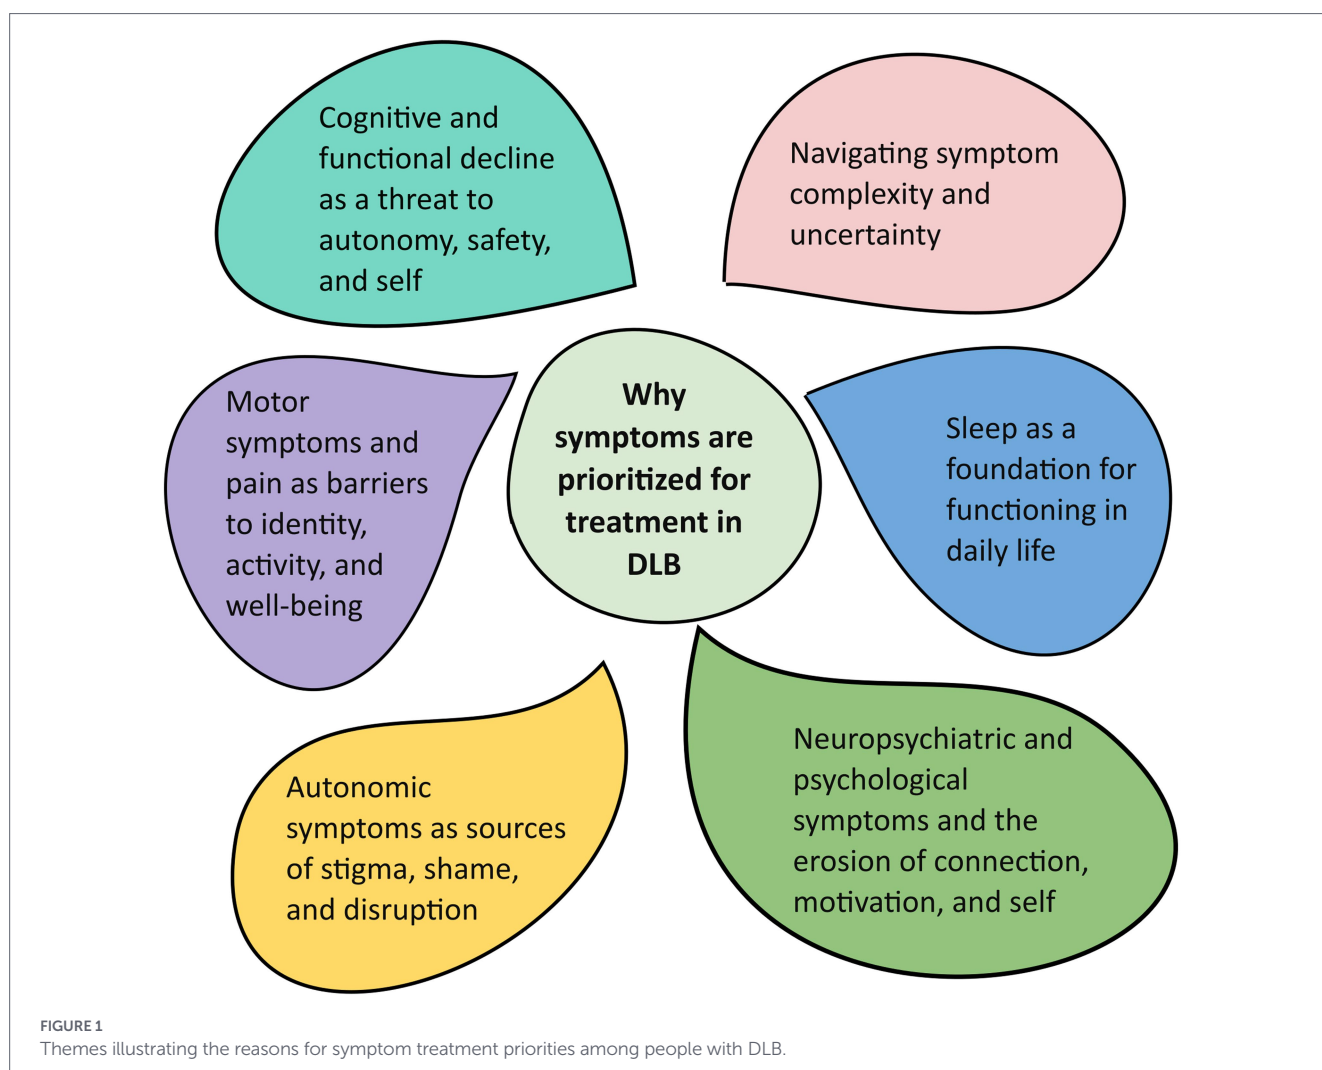 Cognitive and
functional decline
as a threat to
autonomy, safety,
and self
Navigating symptom
complexity and
uncertainty
Motor
symptoms and
pain as barriers
to identity,
activity, and
well-being
Why
symptoms are
prioritized for
treatment in
DLB
Sleep as a
foundation for
functioning in
daily life
Autonomic
symptoms as sources
of stigma, shame,
and disruption
Neuropsychiatric and
psychological
symptoms and the
erosion of connection,
motivation, and self
FIGURE 1
Themes illustrating the reasons for symptom treatment priorities among people with DLB.